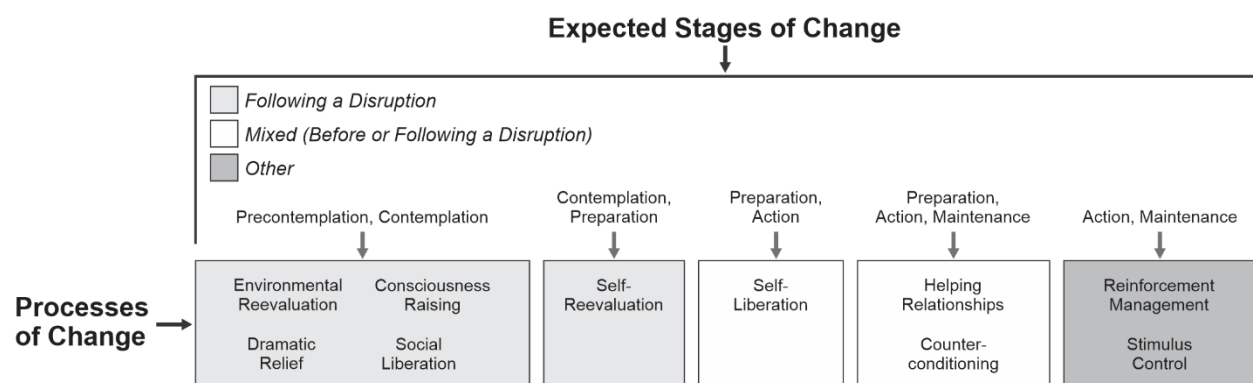 Expected Stages of Change
Following a Disruption
Mixed (Before or Following a Disruption)
Other
Precontemplation, Contemplation
Contemplation,
Preparation
Preparation,
Action
Preparation,
Action, Maintenance
Action, Maintenance
Processes
of Change
Environmental
Reevaluation
Consciousness
Raising
Dramatic
Relief
Social
Liberation
Self-
Reevaluation
Self-
Liberation
Helping
Relationships
Counter-
conditioning
Reinforcement
Management
Stimulus
Control